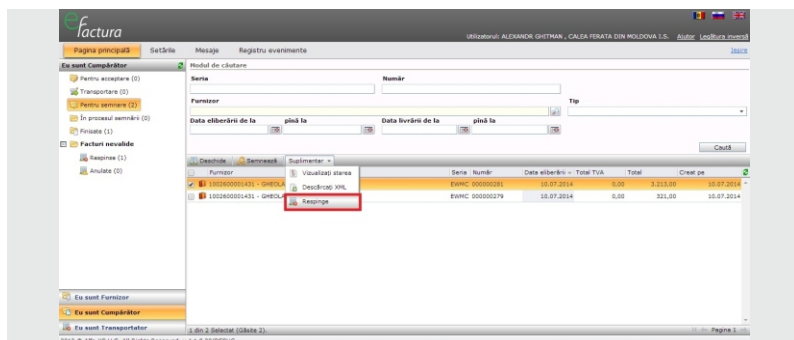 eFactura
Utilizatorul: ALEXANDR GHITMAN , CALEA FERATA DIN MOLDOVA I.S. Ajutor Legătura inversă
Pagina principală Setările Mesaje Registru evenimente Ieșire
Eu sunt Cumpărător
Pentru acceptare (0)
Transportare (0)
Pentru semnare (2)
În procesul semnării (0)
Finisate (1)
Facturi nevalide
Respinse (1)
Anulate (0)
Eu sunt Furnizor
Eu sunt Cumpărător
Eu sunt Transportator
Modul de căutare
Seria Număr
Furnizor Tip
Data eliberării de la pînă la Data livrării de la pînă la
Caută
Deschide Semnează Suplimentar
Vizualizați starea
Descărcați XML
Respinge
Furnizor Seria Număr Data eliberării Total TVA Total Creat pe
1002600001431 - GHEOLA EWMC 000000281 10.07.2014 0,00 3.213,00 10.07.2014
1002600001431 - GHEOLA EWMC 000000279 10.07.2014 0,00 321,00 10.07.2014
1 din 2 Selectat (Găsite 2). Pagina 1